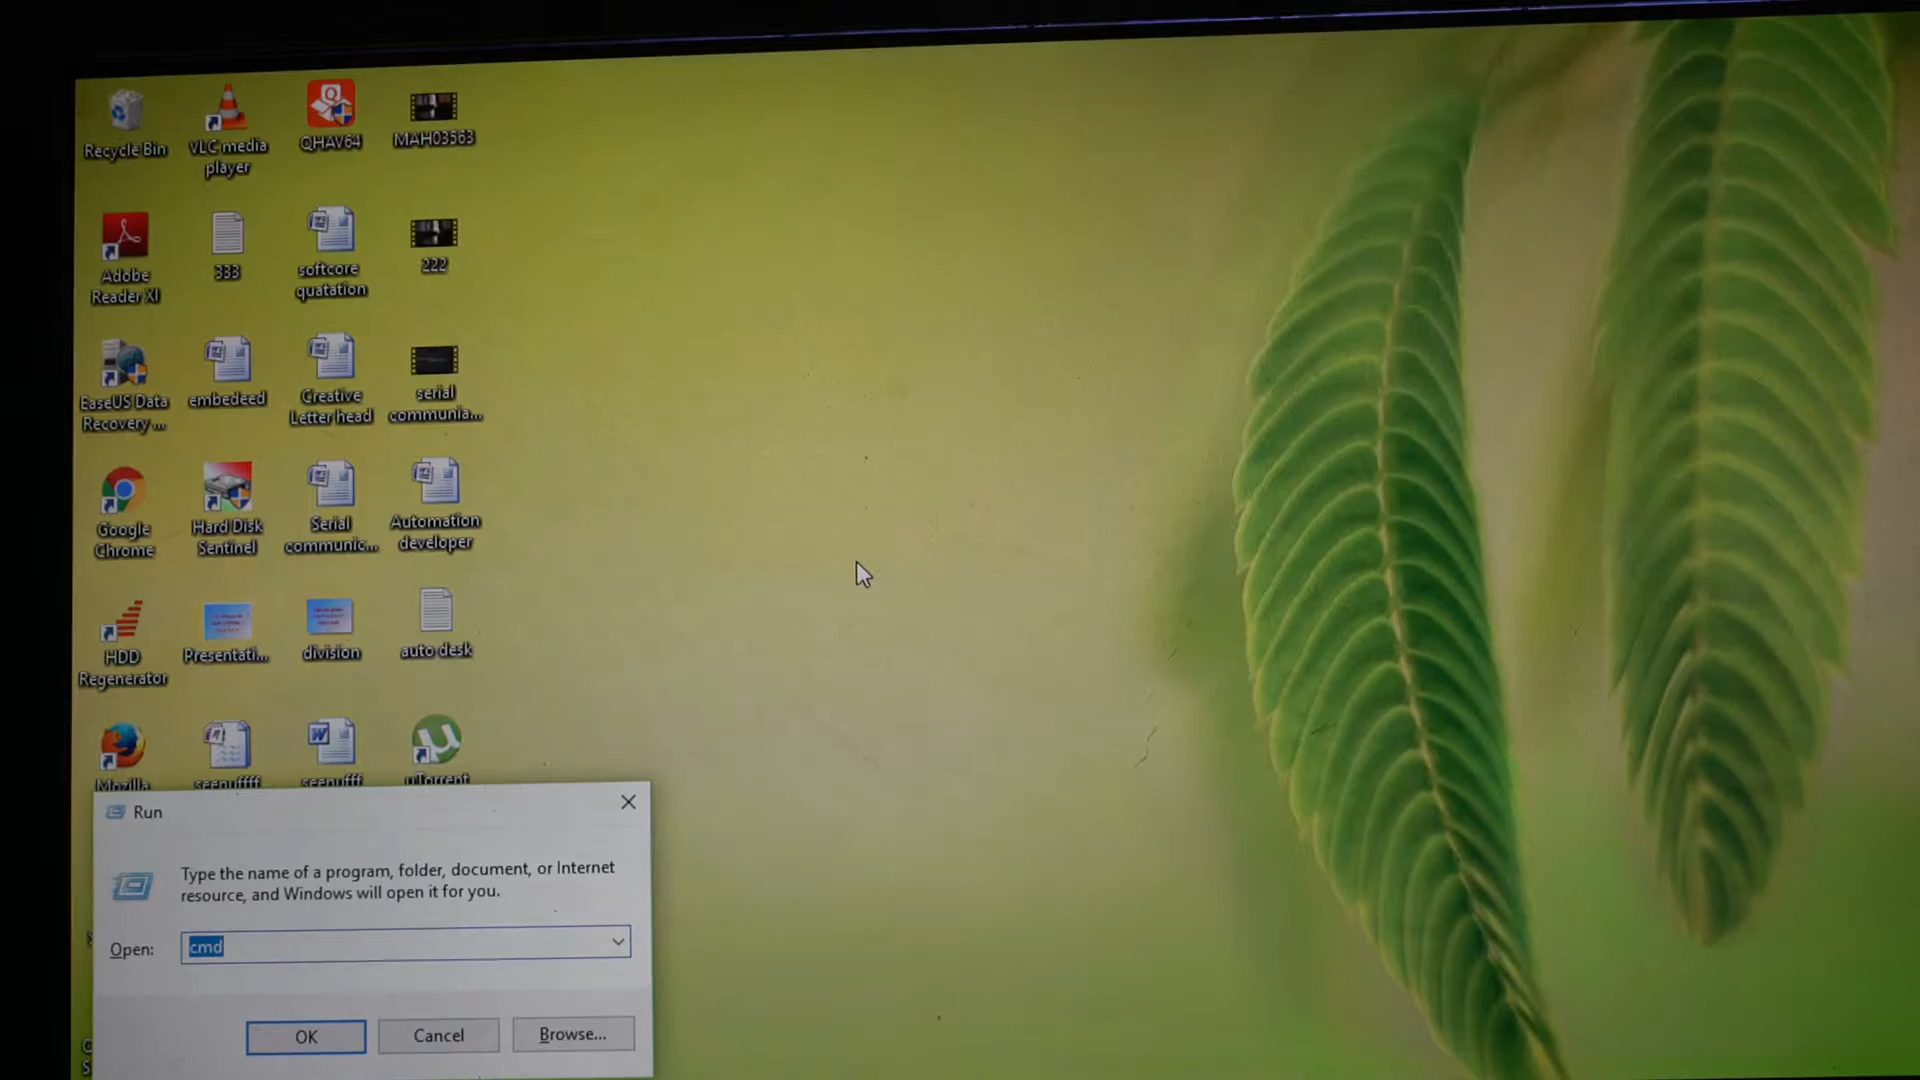 Recycle Bin
VLC media
player
QHAV64
MAH03563
Adobe
Reader XI
333
softcore
quatation
222
EaseUS Data
Recovery ...
embedeed
Creative
Letter head
serial
communia...
Google
Chrome
Hard Disk
Sentinel
Serial
communic...
Automation
developer
HDD
Regenerator
Presentati...
division
auto desk
Mozilla
seenuffff
seenufff
uTorrent
Run
Type the name of a program, folder, document, or Internet
resource, and Windows will open it for you.
Open:
cmd
OK
Cancel
Browse...